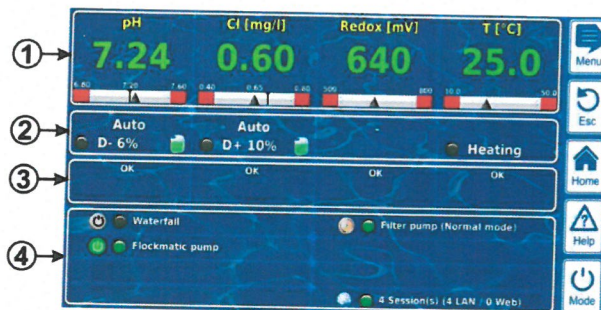 pH Cl [mg/l] Redox [mV] T [°C]
1 7.24 0.60 640 25.0
6.80 7.20 7.60 0.40 0.65 0.80 500 800 10.0 50.0
Auto Auto
2 D- 6% D+ 10% Heating
3 OK OK OK OK
Waterfall Filter pump (Normal mode)
4 Flockmatic pump
4 Session(s) (4 LAN / 0 Web)
Menu
Esc
Home
Help
Mode